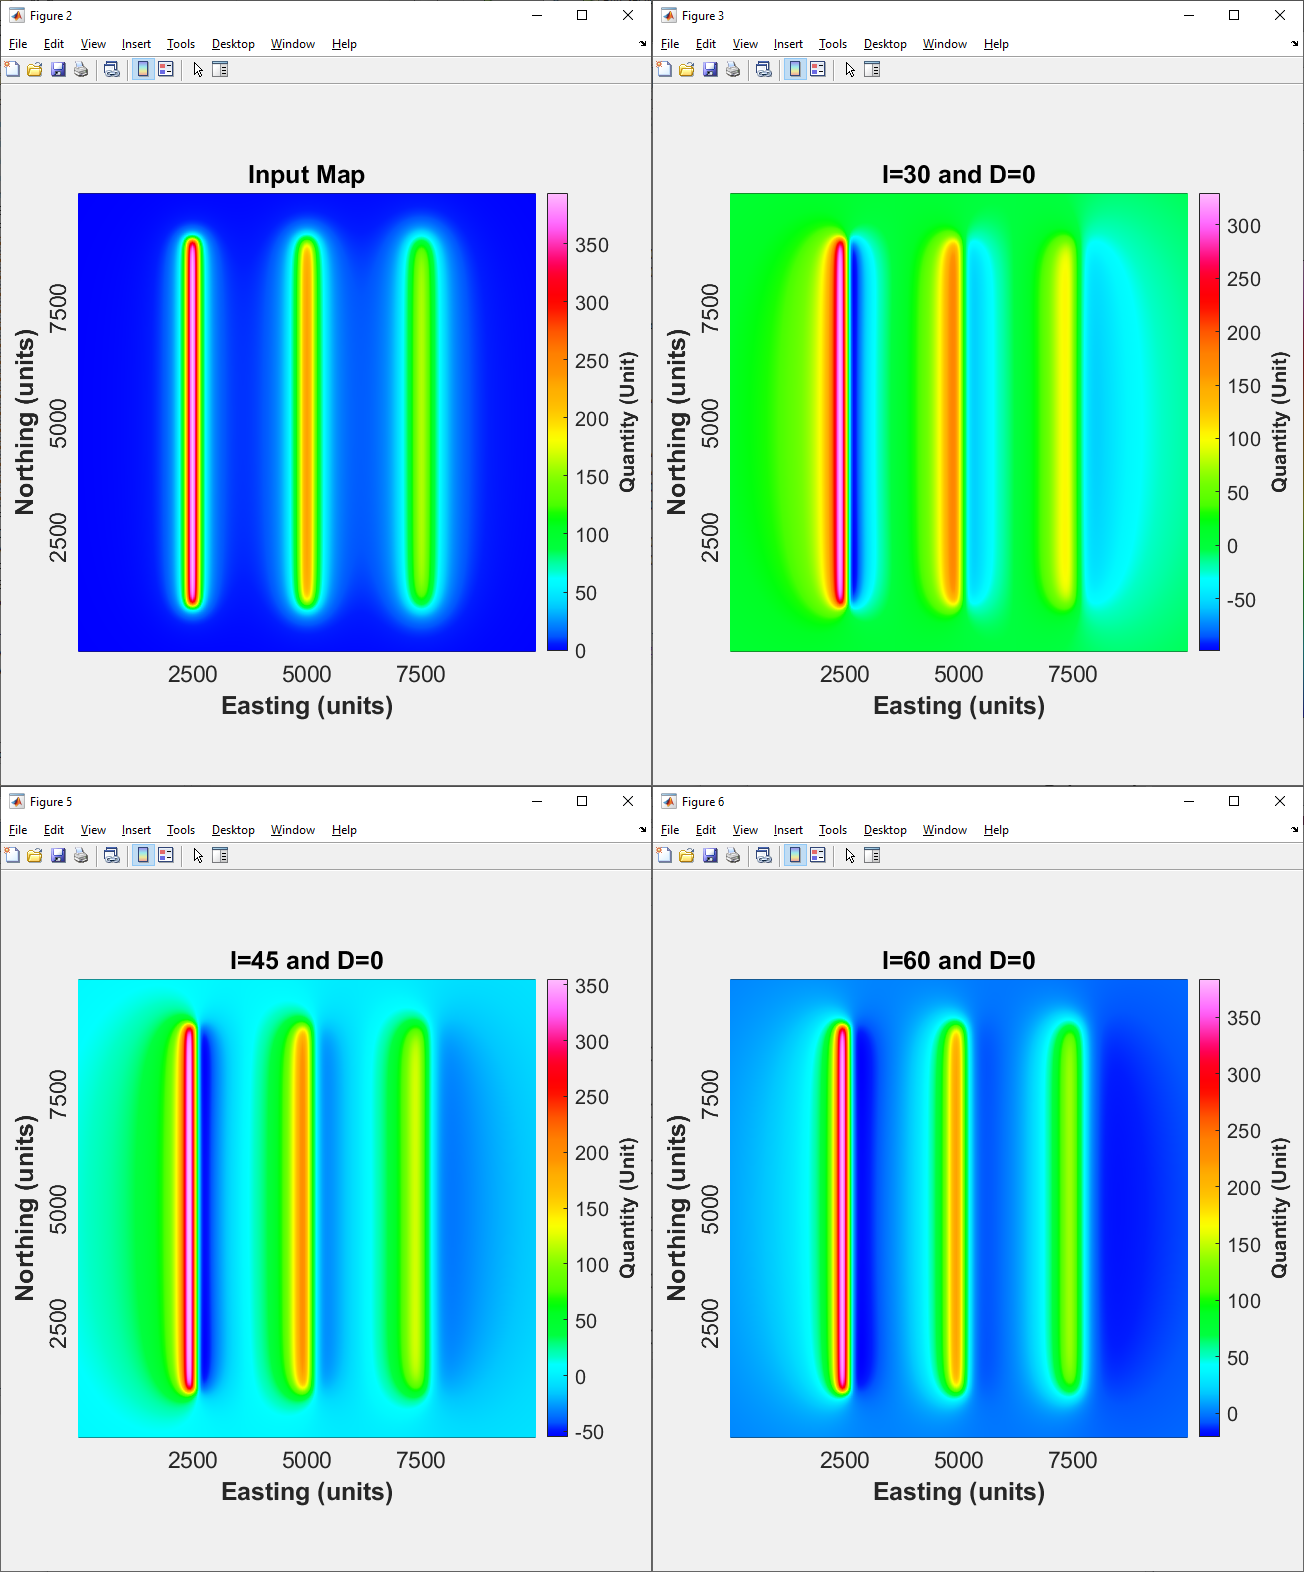 Figure 2
File Edit View Insert Tools Desktop Window Help
Input Map
Northing (units)
7500
5000
2500
2500 5000 7500
Easting (units)
350
300
250
200
150
100
50
0
Quantity (Unit)
Figure 3
File Edit View Insert Tools Desktop Window Help
I=30 and D=0
Northing (units)
7500
5000
2500
2500 5000 7500
Easting (units)
300
250
200
150
100
50
0
-50
Quantity (Unit)
Figure 5
File Edit View Insert Tools Desktop Window Help
I=45 and D=0
Northing (units)
7500
5000
2500
2500 5000 7500
Easting (units)
350
300
250
200
150
100
50
0
-50
Quantity (Unit)
Figure 6
File Edit View Insert Tools Desktop Window Help
I=60 and D=0
Northing (units)
7500
5000
2500
2500 5000 7500
Easting (units)
350
300
250
200
150
100
50
0
Quantity (Unit)